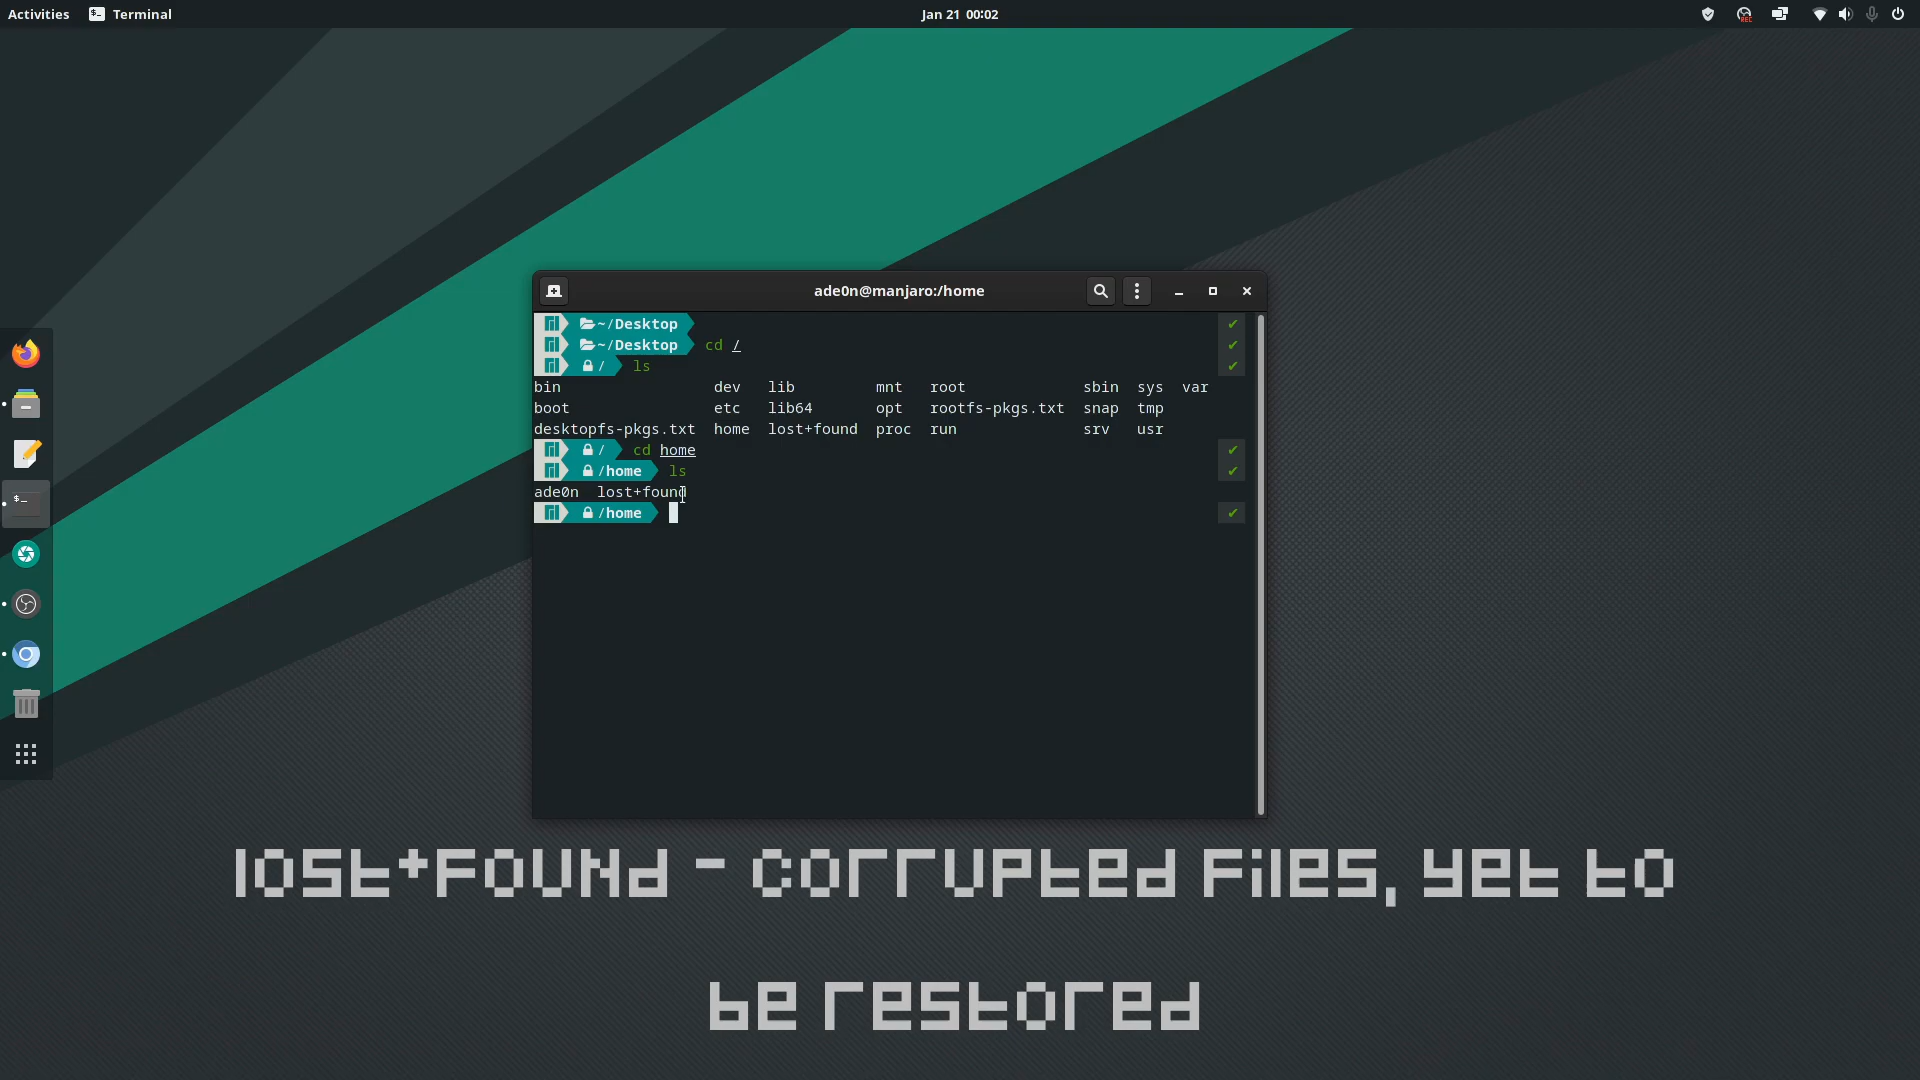 Activities Terminal Jan 21 00:02
REC
ade0n@manjaro:/home
~/Desktop
~/Desktop cd /
/ ls
bin dev lib mnt root sbin sys var
boot etc lib64 opt rootfs-pkgs.txt snap tmp
desktopfs-pkgs.txt home lost+found proc run srv usr
/ cd home
/home ls
ade0n lost+found
/home
lost+found - corrupted files, yet to
be restored